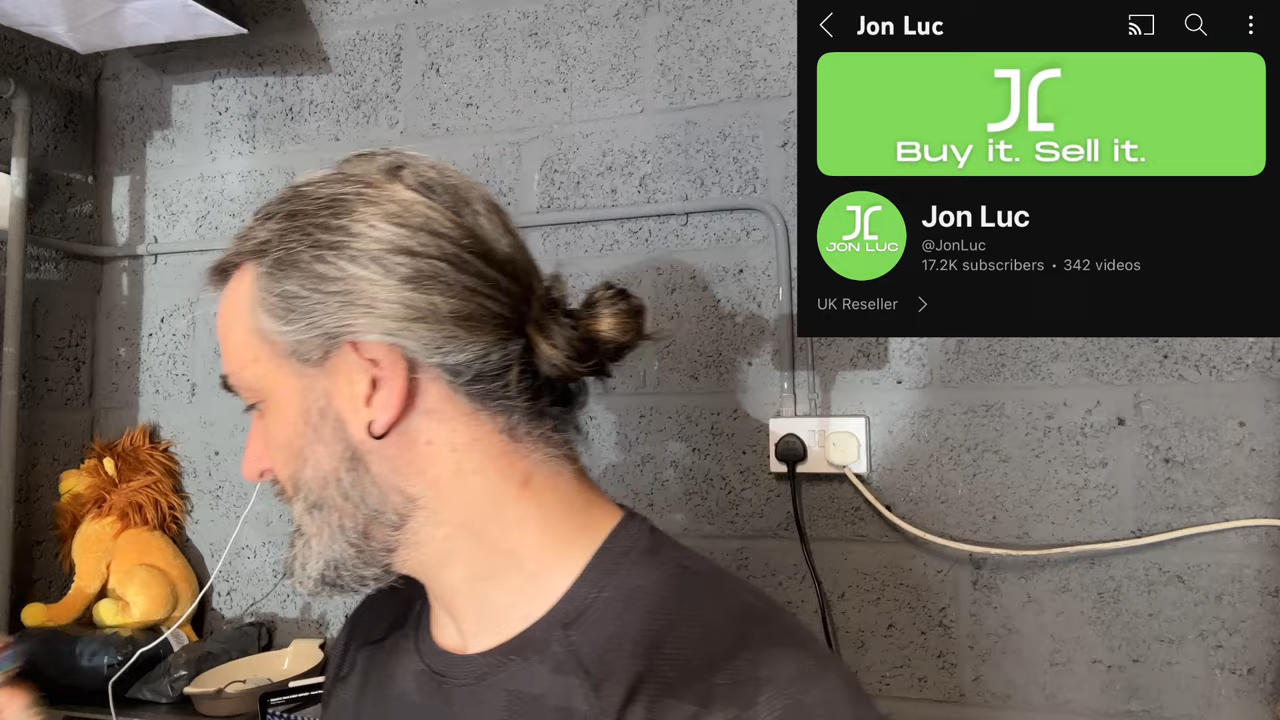 Jon Luc
JC
Buy it. Sell it.
JC
JON LUC
Jon Luc
@JonLuc
17.2K subscribers • 342 videos
UK Reseller